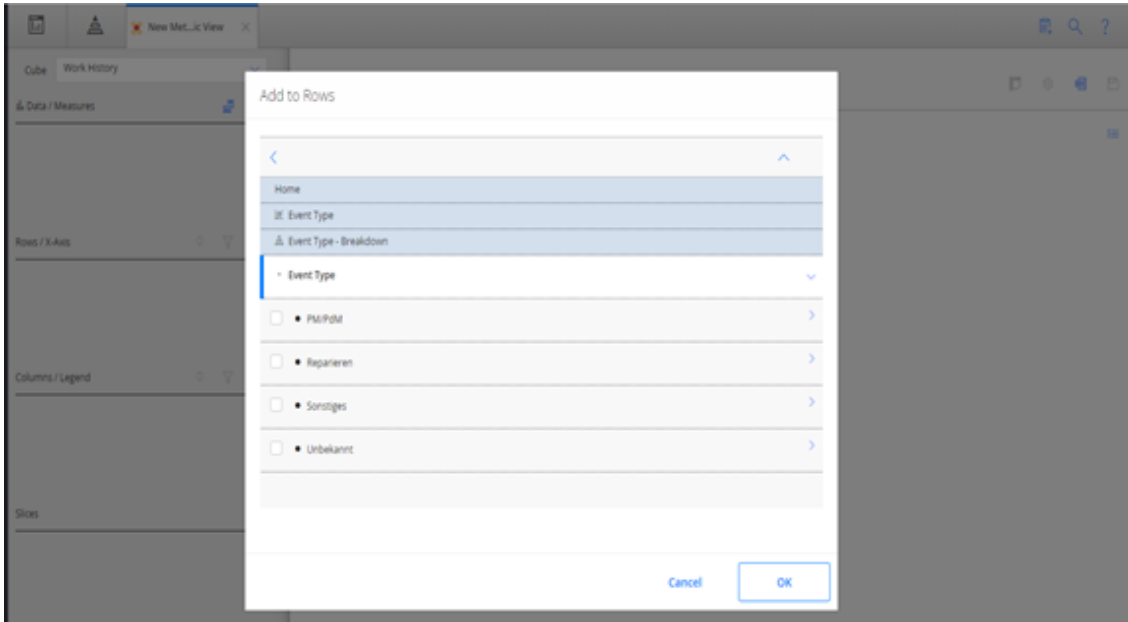 New Met...ic View
?
Cube Work History
Data / Measures
Rows / X-Axis
Columns / Legend
Slices
Add to Rows
Home
Event Type
Event Type - Breakdown
Event Type
PM/PdM
Reparieren
Sonstiges
Unbekannt
Cancel OK